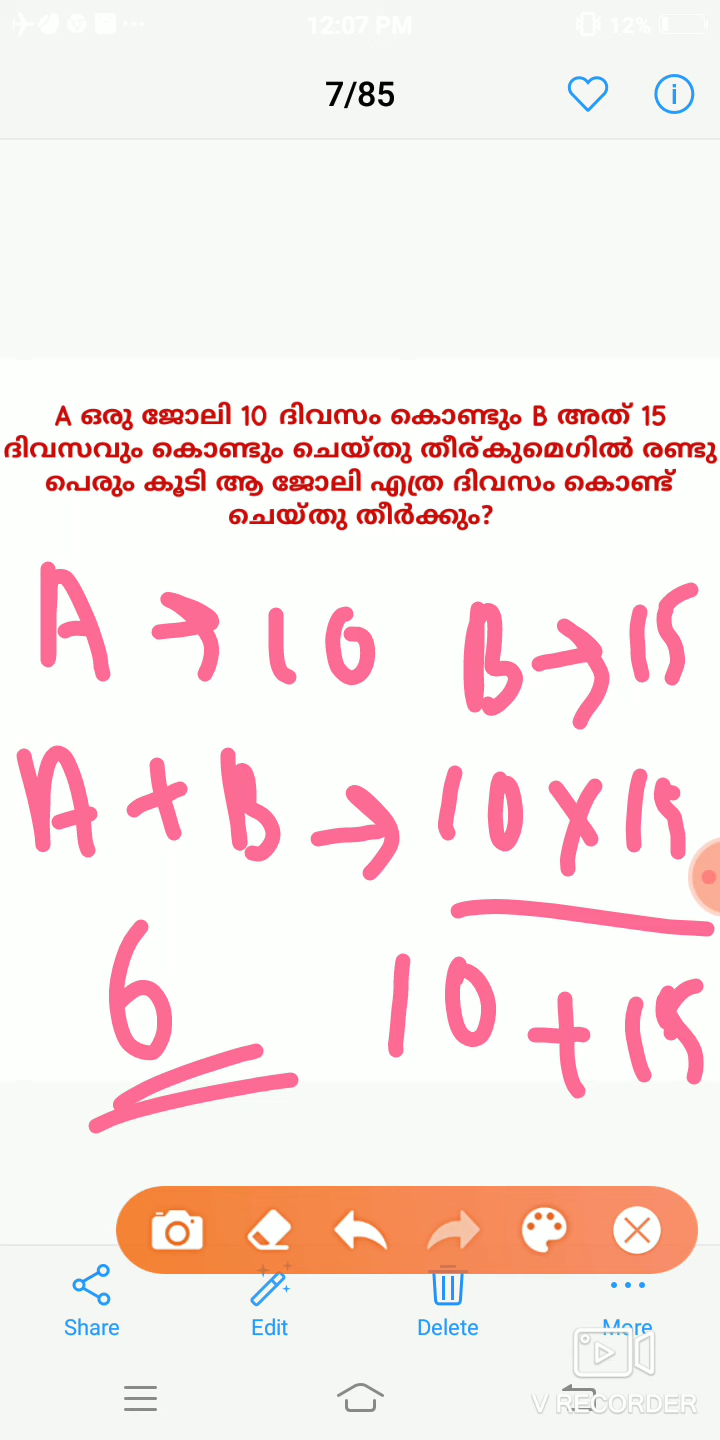 12:07 PM
12%
7/85
A ഒരു ജോലി 10 ദിവസം കൊണ്ടും B അത് 15
ദിവസവും കൊണ്ടും ചെയ്തു തീര്കുമെഗിൽ രണ്ടു
പെരും കൂടി ആ ജോലി എത്ര ദിവസം കൊണ്ട്
ചെയ്തു തീർക്കും?
A → 10 B → 15
A + B → 10 x 15
6 10 + 15
Share Edit Delete More
V RECORDER